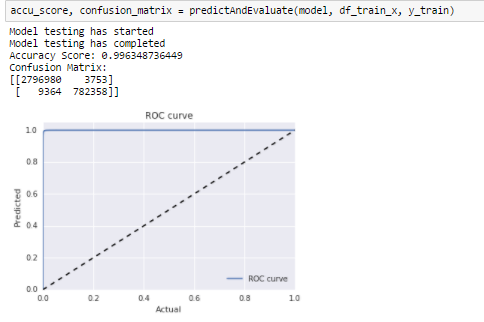 accu_score, confusion_matrix = predictAndEvaluate(model, df_train_x, y_train)
Model testing has started
Model testing has completed
Accuracy Score: 0.996348736449
Confusion Matrix:
[[2796980 3753]
[ 9364 782358]]
ROC curve
1.0
0.8
0.6
0.4
0.2
0.0
Predicted
ROC curve
0.0 0.2 0.4 0.6 0.8 1.0
Actual